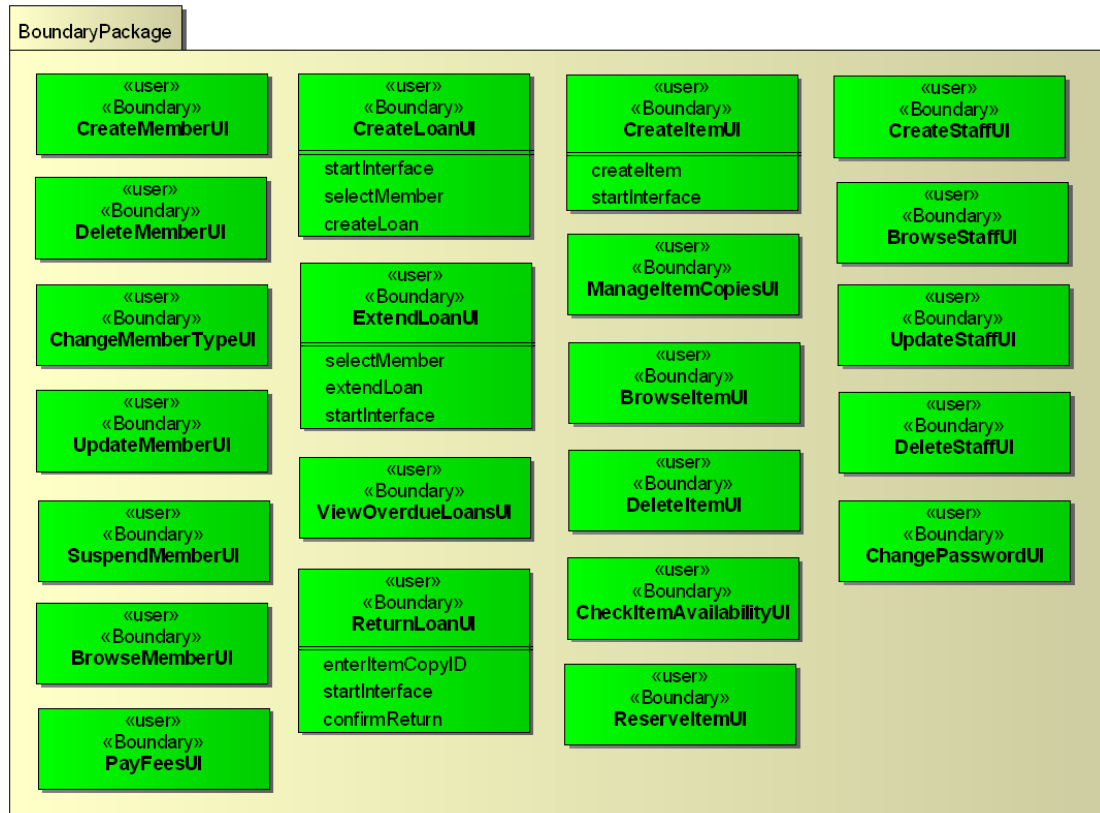 BoundaryPackage
«user»
«Boundary»
CreateMemberUI
«user»
«Boundary»
DeleteMemberUI
«user»
«Boundary»
ChangeMemberTypeUI
«user»
«Boundary»
UpdateMemberUI
«user»
«Boundary»
SuspendMemberUI
«user»
«Boundary»
BrowseMemberUI
«user»
«Boundary»
PayFeesUI
«user»
«Boundary»
CreateLoanUI
startInterface
selectMember
createLoan
«user»
«Boundary»
ExtendLoanUI
selectMember
extendLoan
startInterface
«user»
«Boundary»
ViewOverdueLoansUI
«user»
«Boundary»
ReturnLoanUI
enterItemCopyID
startInterface
confirmReturn
«user»
«Boundary»
CreateItemUI
createItem
startInterface
«user»
«Boundary»
ManageItemCopiesUI
«user»
«Boundary»
BrowseItemUI
«user»
«Boundary»
DeleteItemUI
«user»
«Boundary»
CheckItemAvailabilityUI
«user»
«Boundary»
ReserveItemUI
«user»
«Boundary»
CreateStaffUI
«user»
«Boundary»
BrowseStaffUI
«user»
«Boundary»
UpdateStaffUI
«user»
«Boundary»
DeleteStaffUI
«user»
«Boundary»
ChangePasswordUI